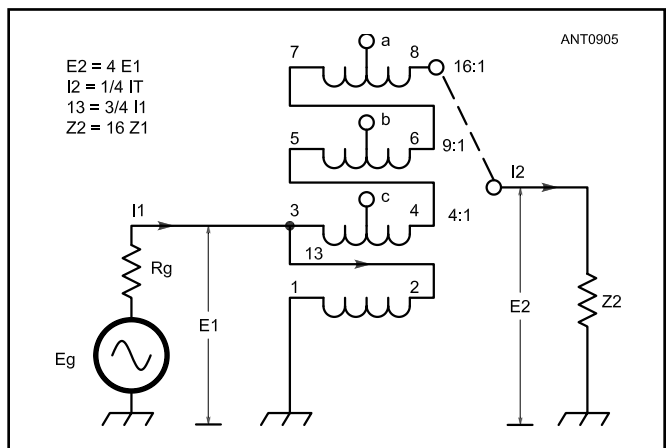 ANT0905
E2 = 4 E1
I2 = 1/4 IT
13 = 3/4 I1
Z2 = 16 Z1
a
7
8
16:1
b
5
6
9:1
I2
c
I1
3
4
4:1
13
Rg
1
2
E1
E2
Z2
Eg